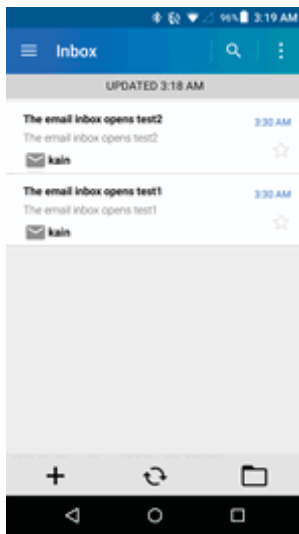 96% 3:19 AM
Inbox
UPDATED 3:18 AM
The email inbox opens test2 3:30 AM
The email inbox opens test2
kain
The email inbox opens test1 3:30 AM
The email inbox opens test1
kain